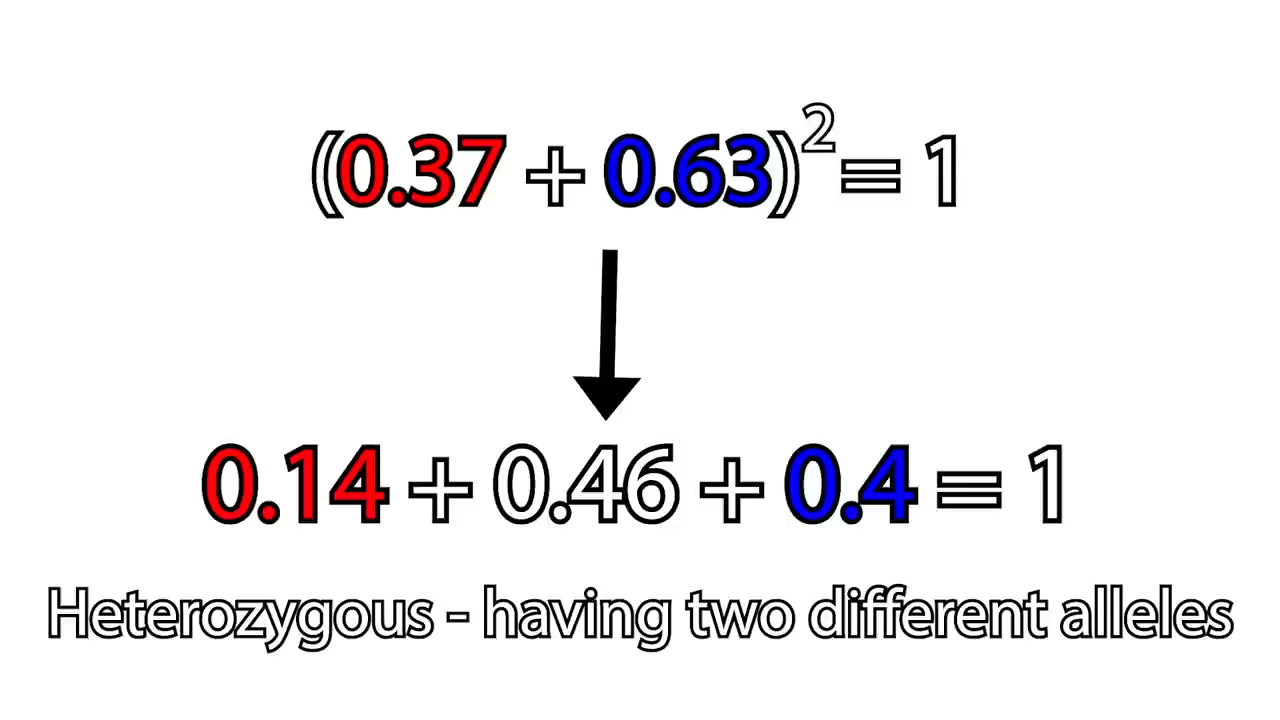 (0.37 + 0.63)² = 1
0.14 + 0.46 + 0.4 = 1
Heterozygous - having two different alleles